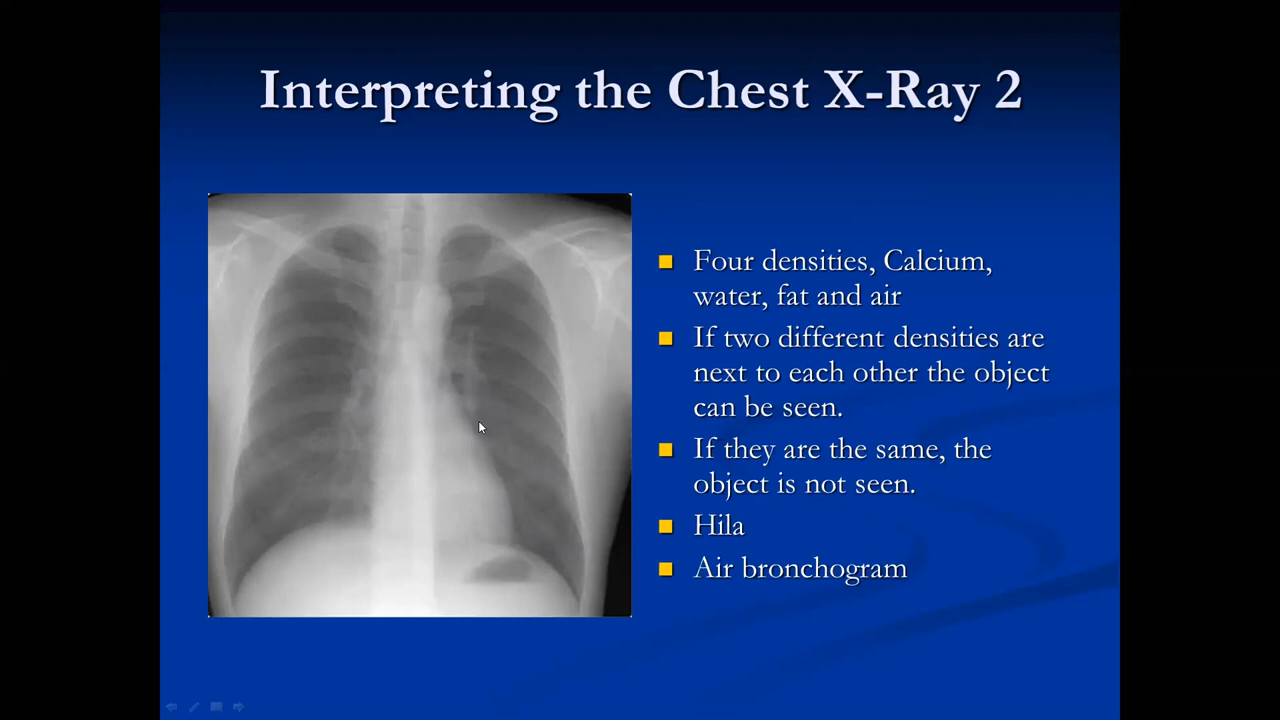 Interpreting the Chest X-Ray 2
Four densities, Calcium,
water, fat and air
If two different densities are
next to each other the object
can be seen.
If they are the same, the
object is not seen.
Hila
Air bronchogram